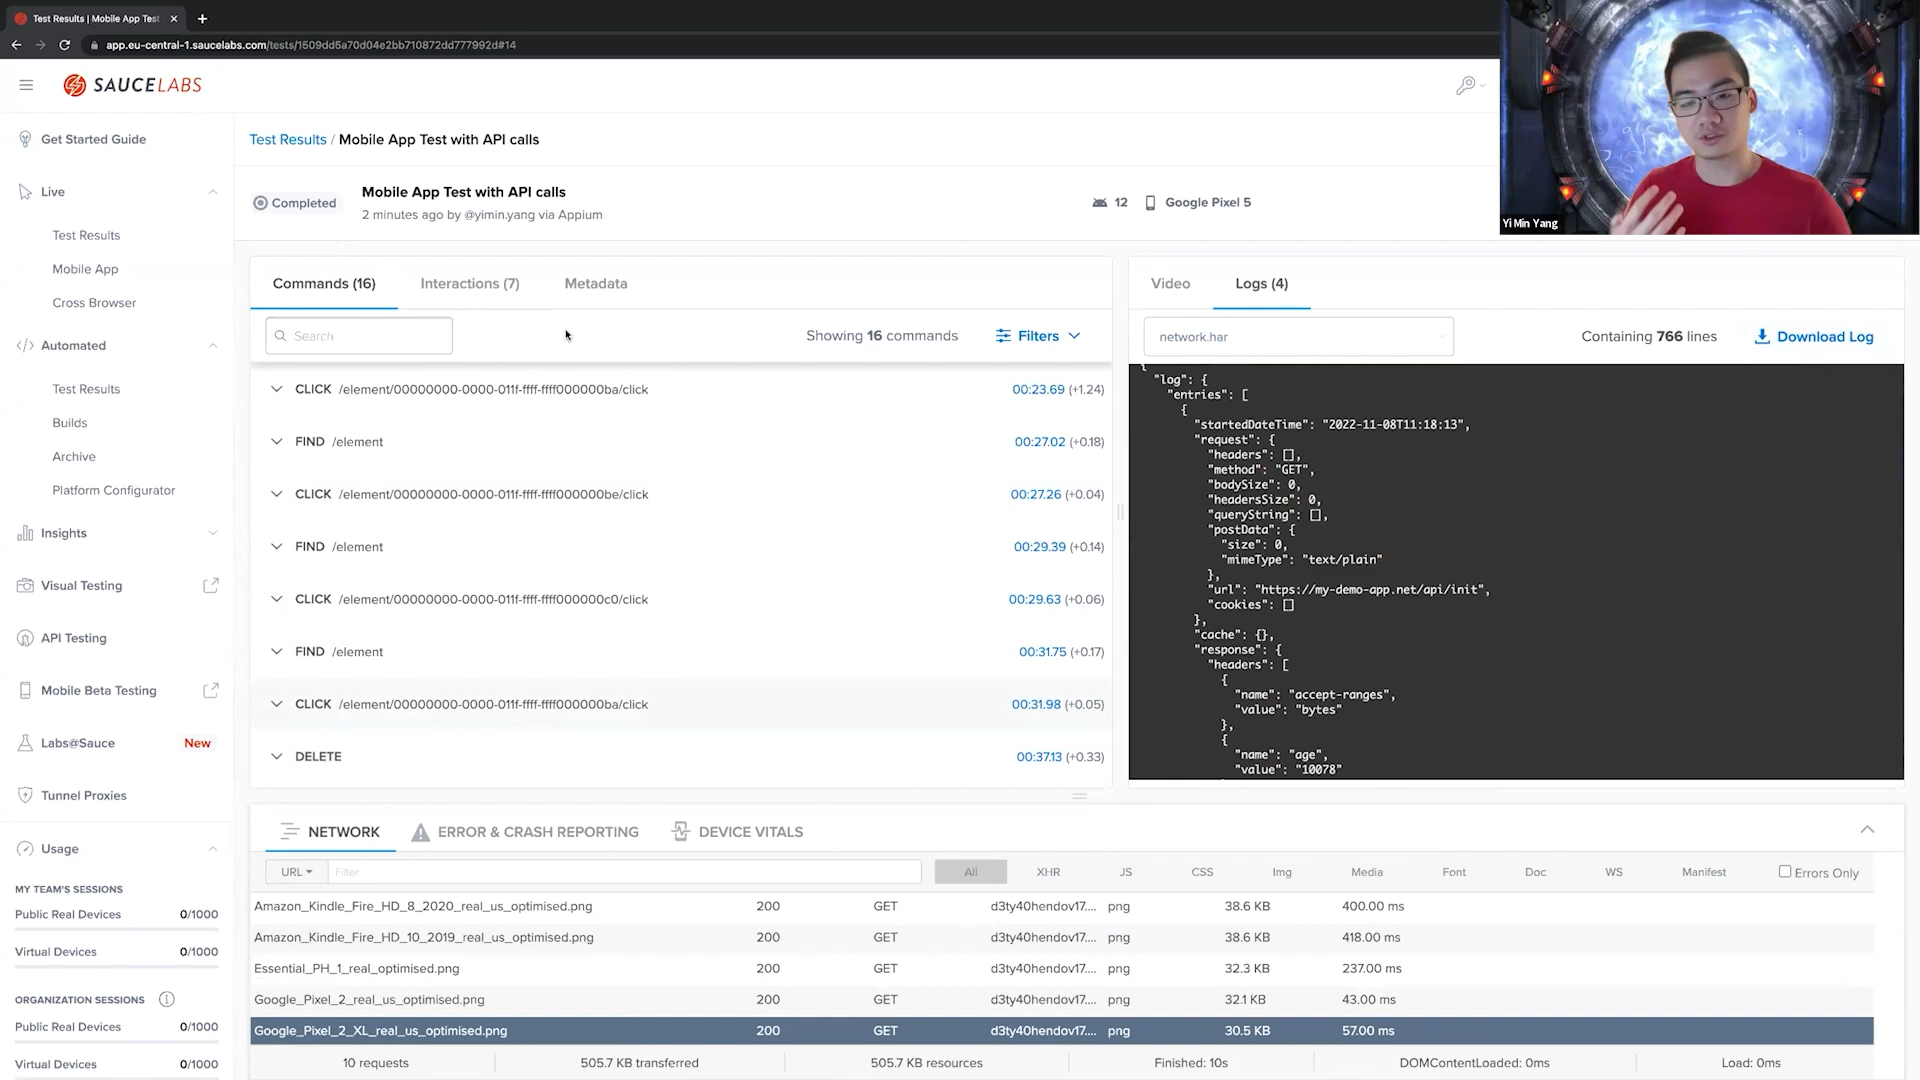 Test Results | Mobile App Test
app.eu-central-1.saucelabs.com/tests/1509dd5a70d04e2bb710872dd777992d#14
SAUCELABS
Yi Min Yang
Get Started Guide
Live
Test Results
Mobile App
Cross Browser
Automated
Test Results
Builds
Archive
Platform Configurator
Insights
Visual Testing
API Testing
Mobile Beta Testing
Labs@Sauce New
Tunnel Proxies
Usage
MY TEAM'S SESSIONS
Public Real Devices 0/1000
Virtual Devices 0/1000
ORGANIZATION SESSIONS
Public Real Devices 0/1000
Virtual Devices 0/1000
Test Results / Mobile App Test with API calls
Completed
Mobile App Test with API calls
2 minutes ago by @yimin.yang via Appium
12 Google Pixel 5
Commands (16) Interactions (7) Metadata
Search Showing 16 commands Filters
CLICK /element/00000000-0000-011f-ffff-ffff000000ba/click 00:23.69 (+1.24)
FIND /element 00:27.02 (+0.18)
CLICK /element/00000000-0000-011f-ffff-ffff000000be/click 00:27.26 (+0.04)
FIND /element 00:29.39 (+0.14)
CLICK /element/00000000-0000-011f-ffff-ffff000000c0/click 00:29.63 (+0.06)
FIND /element 00:31.75 (+0.17)
CLICK /element/00000000-0000-011f-ffff-ffff000000ba/click 00:31.98 (+0.05)
DELETE 00:37.13 (+0.33)
Video Logs (4)
network.har Containing 766 lines Download Log
{
"log": {
"entries": [
{
"startedDateTime": "2022-11-08T11:18:13",
"request": {
"headers": [],
"method": "GET",
"bodySize": 0,
"headersSize": 0,
"queryString": [],
"postData": {
"size": 0,
"mimeType": "text/plain"
},
"url": "https://my-demo-app.net/api/init",
"cookies": []
},
"cache": {},
"response": {
"headers": [
{
"name": "accept-ranges",
"value": "bytes"
},
{
"name": "age",
"value": "10078"
NETWORK ERROR & CRASH REPORTING DEVICE VITALS
URL Filter All XHR JS CSS Img Media Font Doc WS Manifest Errors Only
Amazon_Kindle_Fire_HD_8_2020_real_us_optimised.png 200 GET d3ty40hendov17.... png 38.6 KB 400.00 ms
Amazon_Kindle_Fire_HD_10_2019_real_us_optimised.png 200 GET d3ty40hendov17.... png 38.6 KB 418.00 ms
Essential_PH_1_real_optimised.png 200 GET d3ty40hendov17.... png 32.3 KB 237.00 ms
Google_Pixel_2_real_us_optimised.png 200 GET d3ty40hendov17.... png 32.1 KB 43.00 ms
Google_Pixel_2_XL_real_us_optimised.png 200 GET d3ty40hendov17.... png 30.5 KB 57.00 ms
10 requests 505.7 KB transferred 505.7 KB resources Finished: 10s DOMContentLoaded: 0ms Load: 0ms